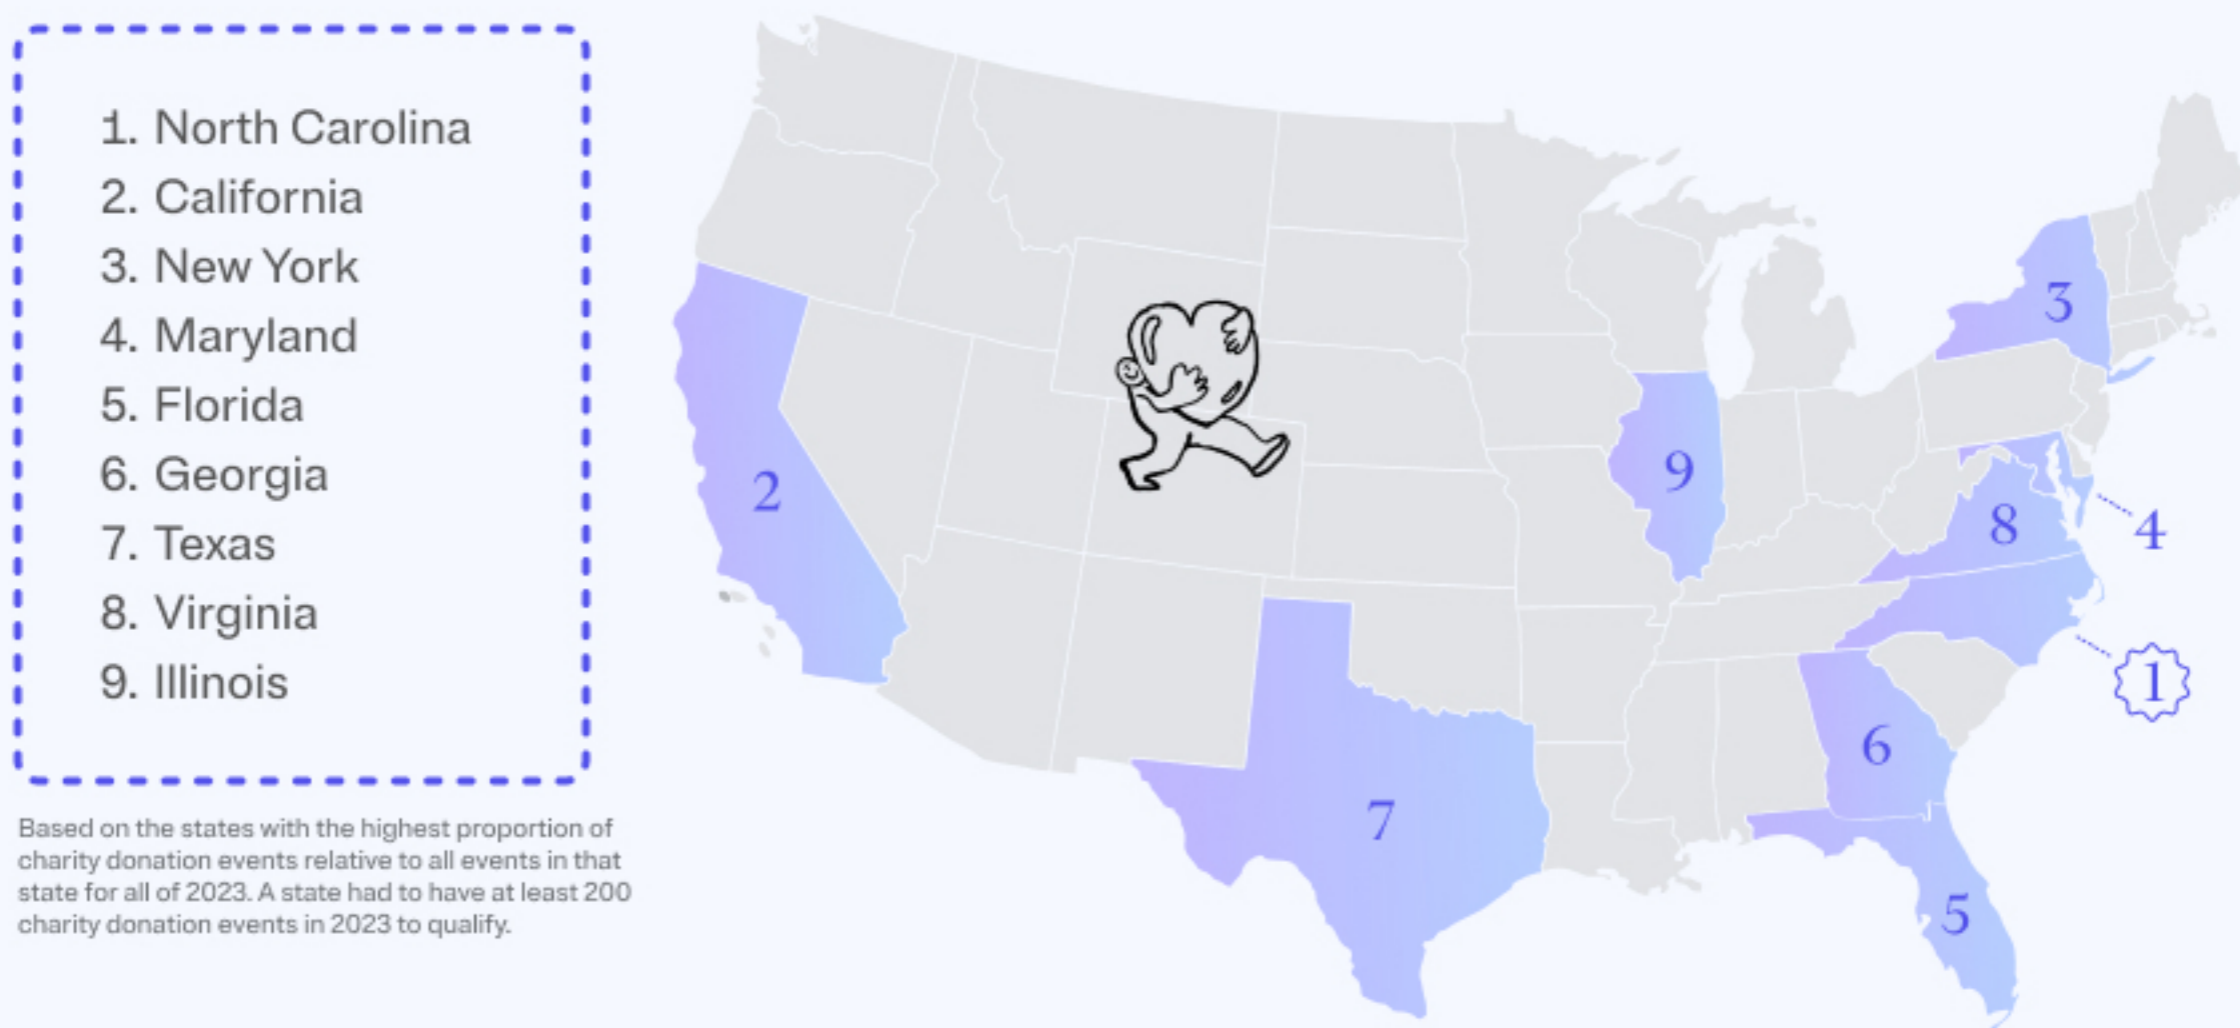 1. North Carolina
2. California
3. New York
4. Maryland
5. Florida
6. Georgia
7. Texas
8. Virginia
9. Illinois
Based on the states with the highest proportion of
charity donation events relative to all events in that
state for all of 2023. A state had to have at least 200
charity donation events in 2023 to qualify.
3
9
2
8
4
1
6
7
5